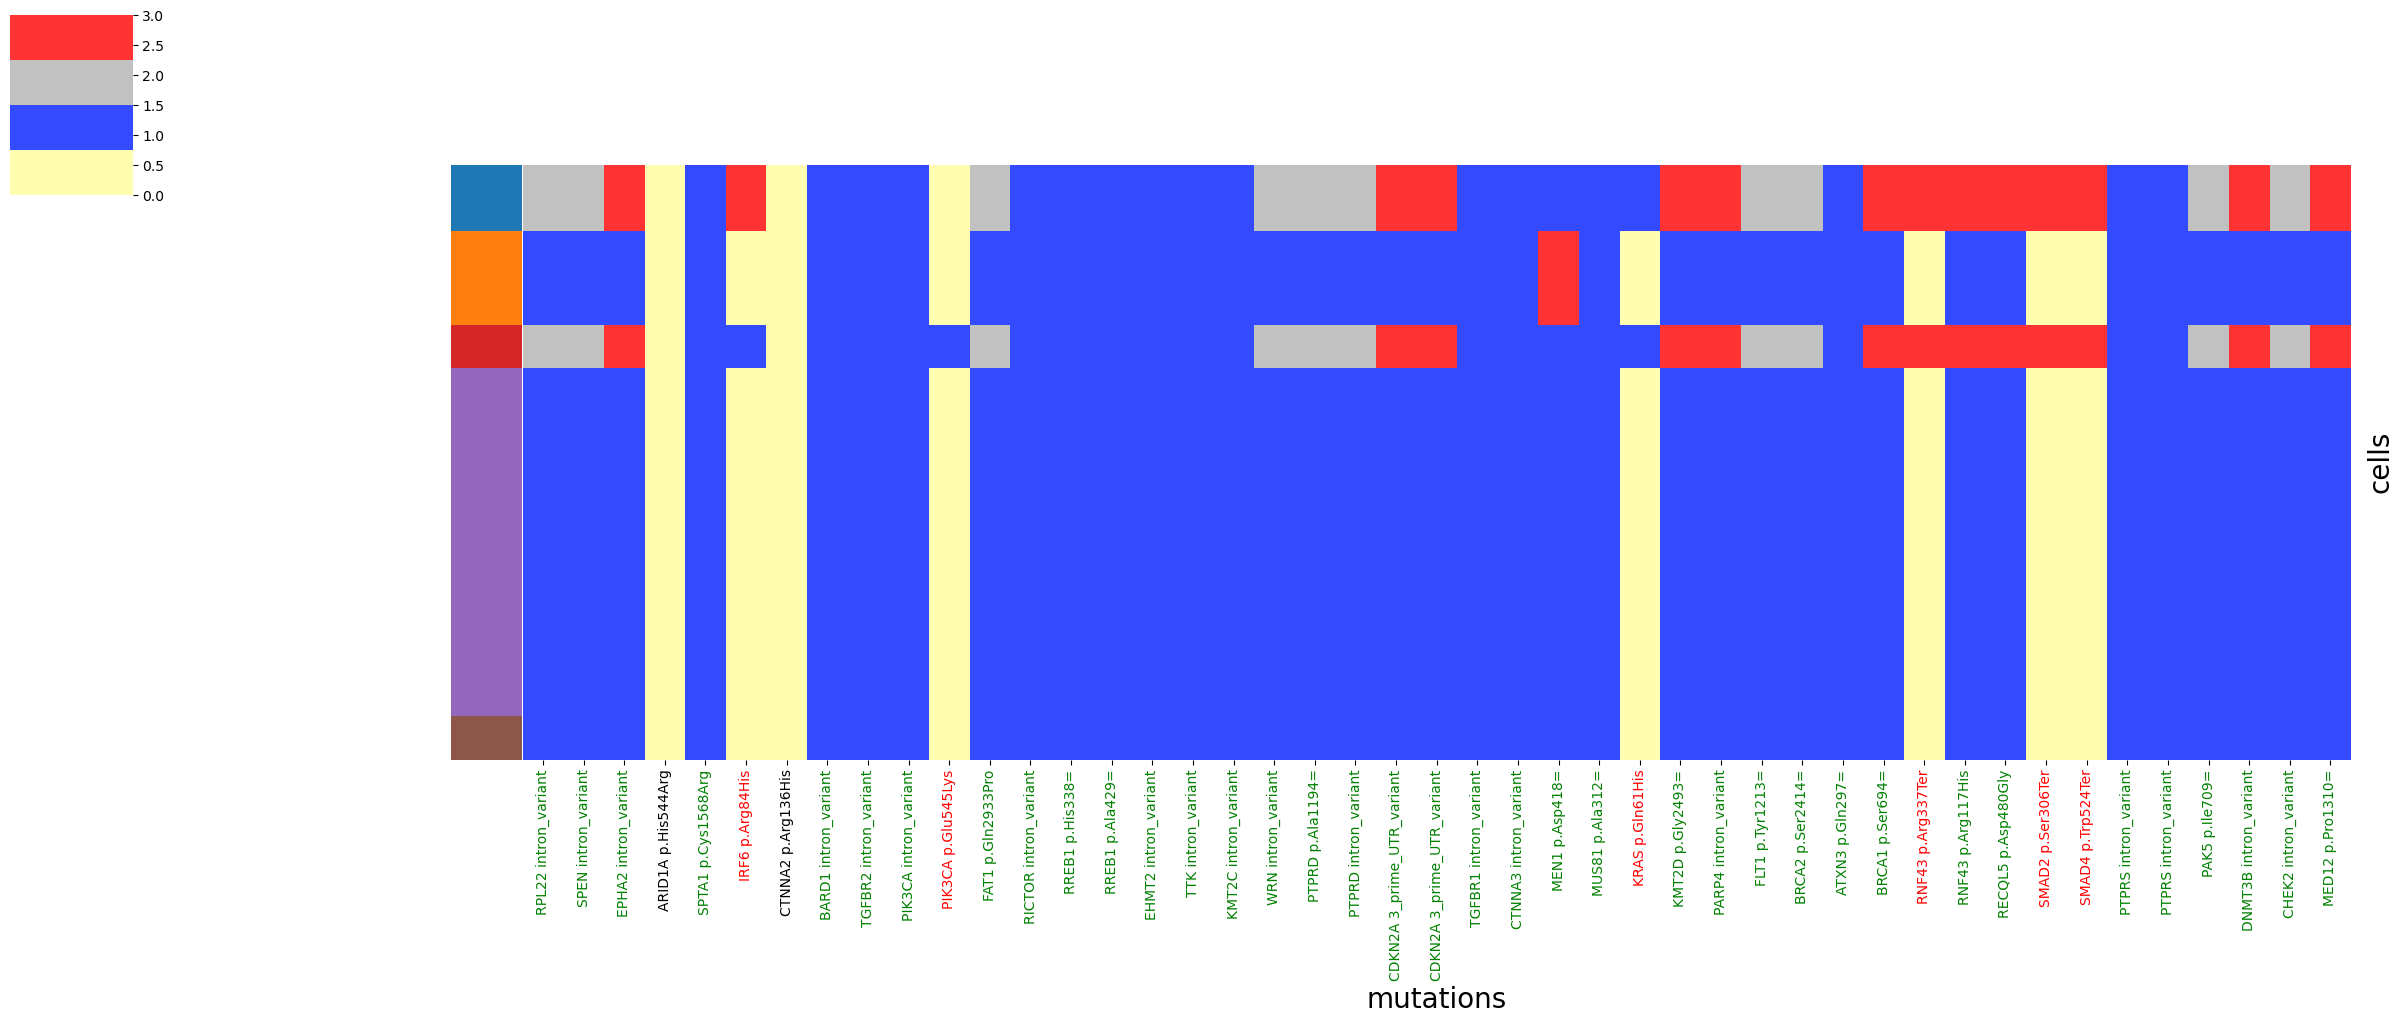 3.0
2.5
2.0
1.5
1.0
0.5
0.0
cells
RPL22 intron_variant
SPEN intron_variant
EPHA2 intron_variant
ARID1A p.His544Arg
SPTA1 p.Cys1568Arg
IRF6 p.Arg84His
CTNNA2 p.Arg136His
BARD1 intron_variant
TGFBR2 intron_variant
PIK3CA intron_variant
PIK3CA p.Glu545Lys
FAT1 p.Gln2933Pro
RICTOR intron_variant
RREB1 p.His338=
RREB1 p.Ala429=
EHMT2 intron_variant
TTK intron_variant
KMT2C intron_variant
WRN intron_variant
PTPRD p.Ala1194=
PTPRD intron_variant
CDKN2A 3_prime_UTR_variant
CDKN2A 3_prime_UTR_variant
TGFBR1 intron_variant
CTNNA3 intron_variant
MEN1 p.Asp418=
MUS81 p.Ala312=
KRAS p.Gln61His
KMT2D p.Gly2493=
PARP4 intron_variant
FLT1 p.Tyr1213=
BRCA2 p.Ser2414=
ATXN3 p.Gln297=
BRCA1 p.Ser694=
RNF43 p.Arg337Ter
RNF43 p.Arg117His
RECQL5 p.Asp480Gly
SMAD2 p.Ser306Ter
SMAD4 p.Trp524Ter
PTPRS intron_variant
PTPRS intron_variant
PAK5 p.Ile709=
DNMT3B intron_variant
CHEK2 intron_variant
MED12 p.Pro1310=
mutations